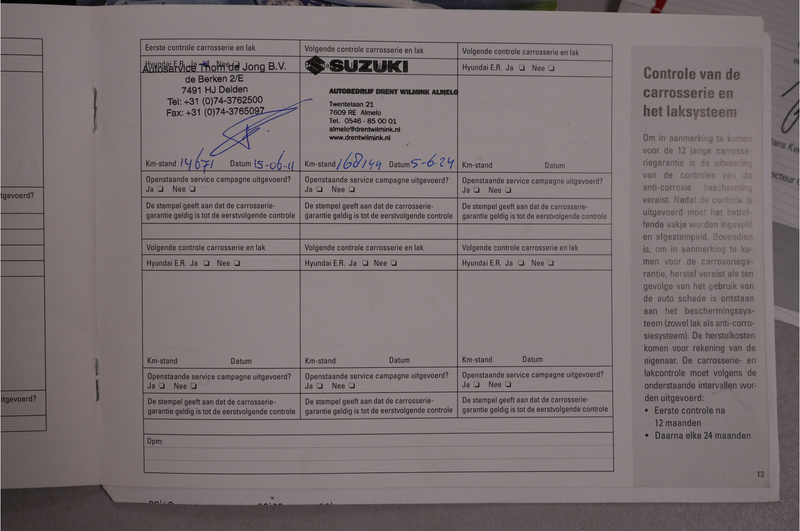 Eerste controle carrosserie en lak
Hyundai E.R. Ja Nee
Autoservice Thom de Jong B.V.
de Berken 2/E
7491 HJ Delden
Tel: +31 (0)74-3762500
Fax: +31 (0)74-3765097
Km-stand 14671 Datum 15-06-11
Openstaande service campagne uitgevoerd?
Ja ❏ Nee ❏
De stempel geeft aan dat de carrosserie-
garantie geldig is tot de eerstvolgende controle
Volgende controle carrosserie en lak
SUZUKI
AUTOBEDRIJF DRENT WILMINK ALMELO
Twentelaan 21
7609 RE Almelo
Tel. 0546 - 85 00 01
almelo@drentwilmink.nl
www.drentwilmink.nl
Km-stand 168144 Datum 5-6-24
Openstaande service campagne uitgevoerd?
Ja ❏ Nee ❏
De stempel geeft aan dat de carrosserie-
garantie geldig is tot de eerstvolgende controle
Volgende controle carrosserie en lak
Hyundai E.R. Ja ❏ Nee ❏
Km-stand Datum
Openstaande service campagne uitgevoerd?
Ja ❏ Nee ❏
De stempel geeft aan dat de carrosserie-
garantie geldig is tot de eerstvolgende controle
Volgende controle carrosserie en lak
Hyundai E.R. Ja ❏ Nee ❏
Km-stand Datum
Openstaande service campagne uitgevoerd?
Ja ❏ Nee ❏
De stempel geeft aan dat de carrosserie-
garantie geldig is tot de eerstvolgende controle
Volgende controle carrosserie en lak
Hyundai E.R. Ja ❏ Nee ❏
Km-stand Datum
Openstaande service campagne uitgevoerd?
Ja ❏ Nee ❏
De stempel geeft aan dat de carrosserie-
garantie geldig is tot de eerstvolgende controle
Volgende controle carrosserie en lak
Hyundai E.R. Ja ❏ Nee ❏
Km-stand Datum
Openstaande service campagne uitgevoerd?
Ja ❏ Nee ❏
De stempel geeft aan dat de carrosserie-
garantie geldig is tot de eerstvolgende controle
Opm:
Controle van de
carrosserie en
het laksysteem
Om in aanmerking te komen
voor de 12 jarige carrosse-
riegarantie is de uitvoering
van de controles van de
anti-corrosie bescherming
vereist. Nadat de controle is
uitgevoerd moet het betref-
fende vakje worden ingevuld
en afgestempeld. Bovendien
is, om in aanmerking te ko-
men voor de carroseriega-
rantie, herstel vereist als ten
gevolge van het gebruik van
de auto schade is ontstaan
aan het beschermingssys-
teem (zowel lak als anti-corro-
siesysteem). De herstelkosten
komen voor rekening van de
eigenaar. De carrosserie- en
lakcontrole moet volgens de
onderstaande intervallen wor-
den uitgevoerd:
• Eerste controle na
12 maanden
• Daarna elke 24 maanden
13